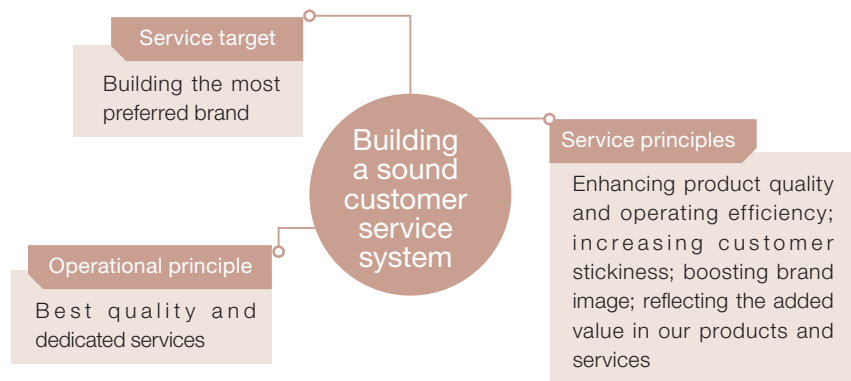 Service target
Building the most
preferred brand
Building
a sound
customer
service
system
Service principles
Enhancing product quality
and operating efficiency;
increasing customer
stickiness; boosting brand
image; reflecting the added
value in our products and
services
Operational principle
Best quality and
dedicated services